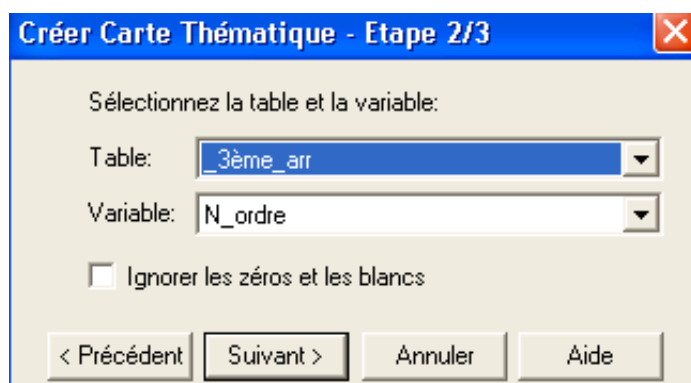 Créer Carte Thématique - Etape 2/3
Sélectionnez la table et la variable:
Table: _3ème_arr
Variable: N_ordre
Ignorer les zéros et les blancs
< Précédent Suivant > Annuler Aide